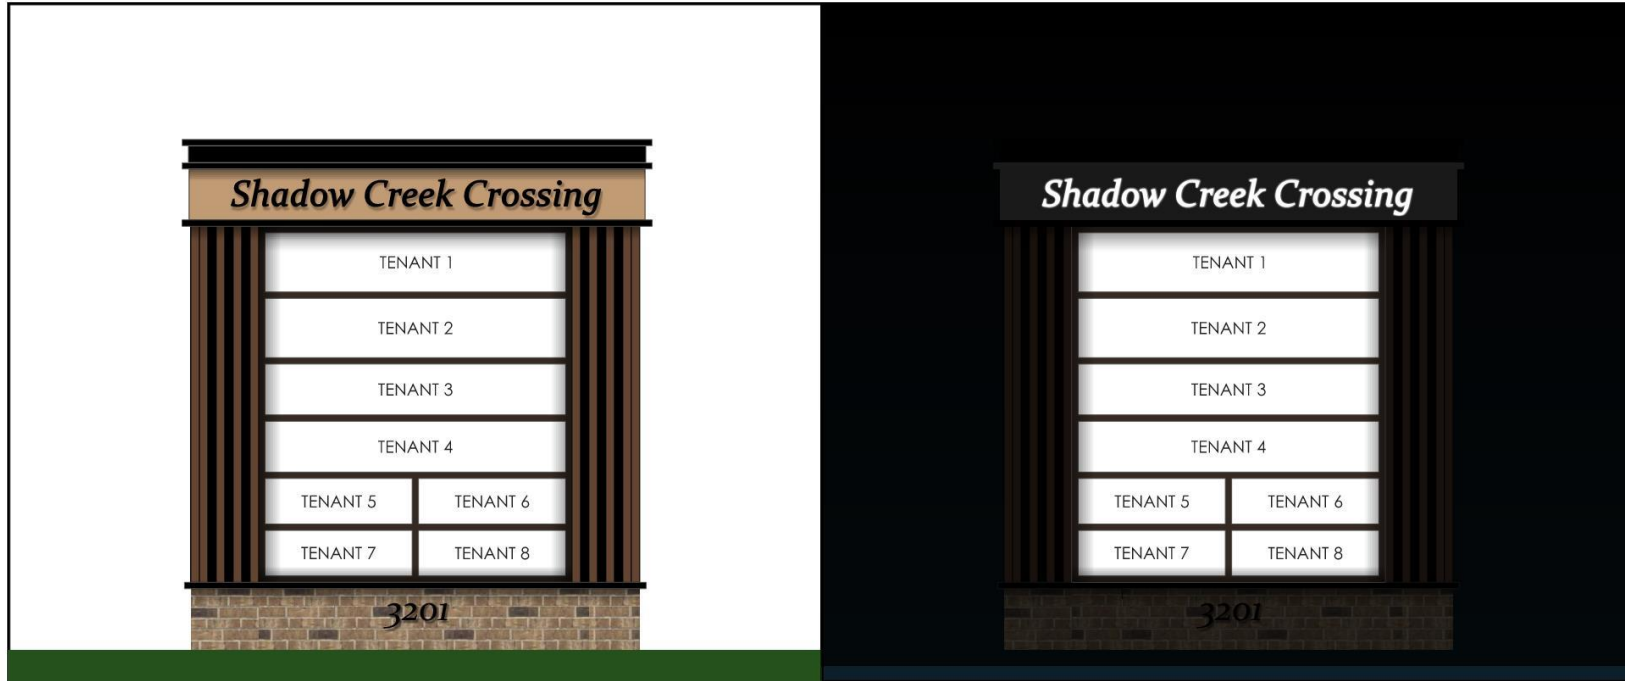 Shadow Creek Crossing
TENANT 1
TENANT 2
TENANT 3
TENANT 4
TENANT 5
TENANT 6
TENANT 7
TENANT 8
3201
Shadow Creek Crossing
TENANT 1
TENANT 2
TENANT 3
TENANT 4
TENANT 5
TENANT 6
TENANT 7
TENANT 8
3201